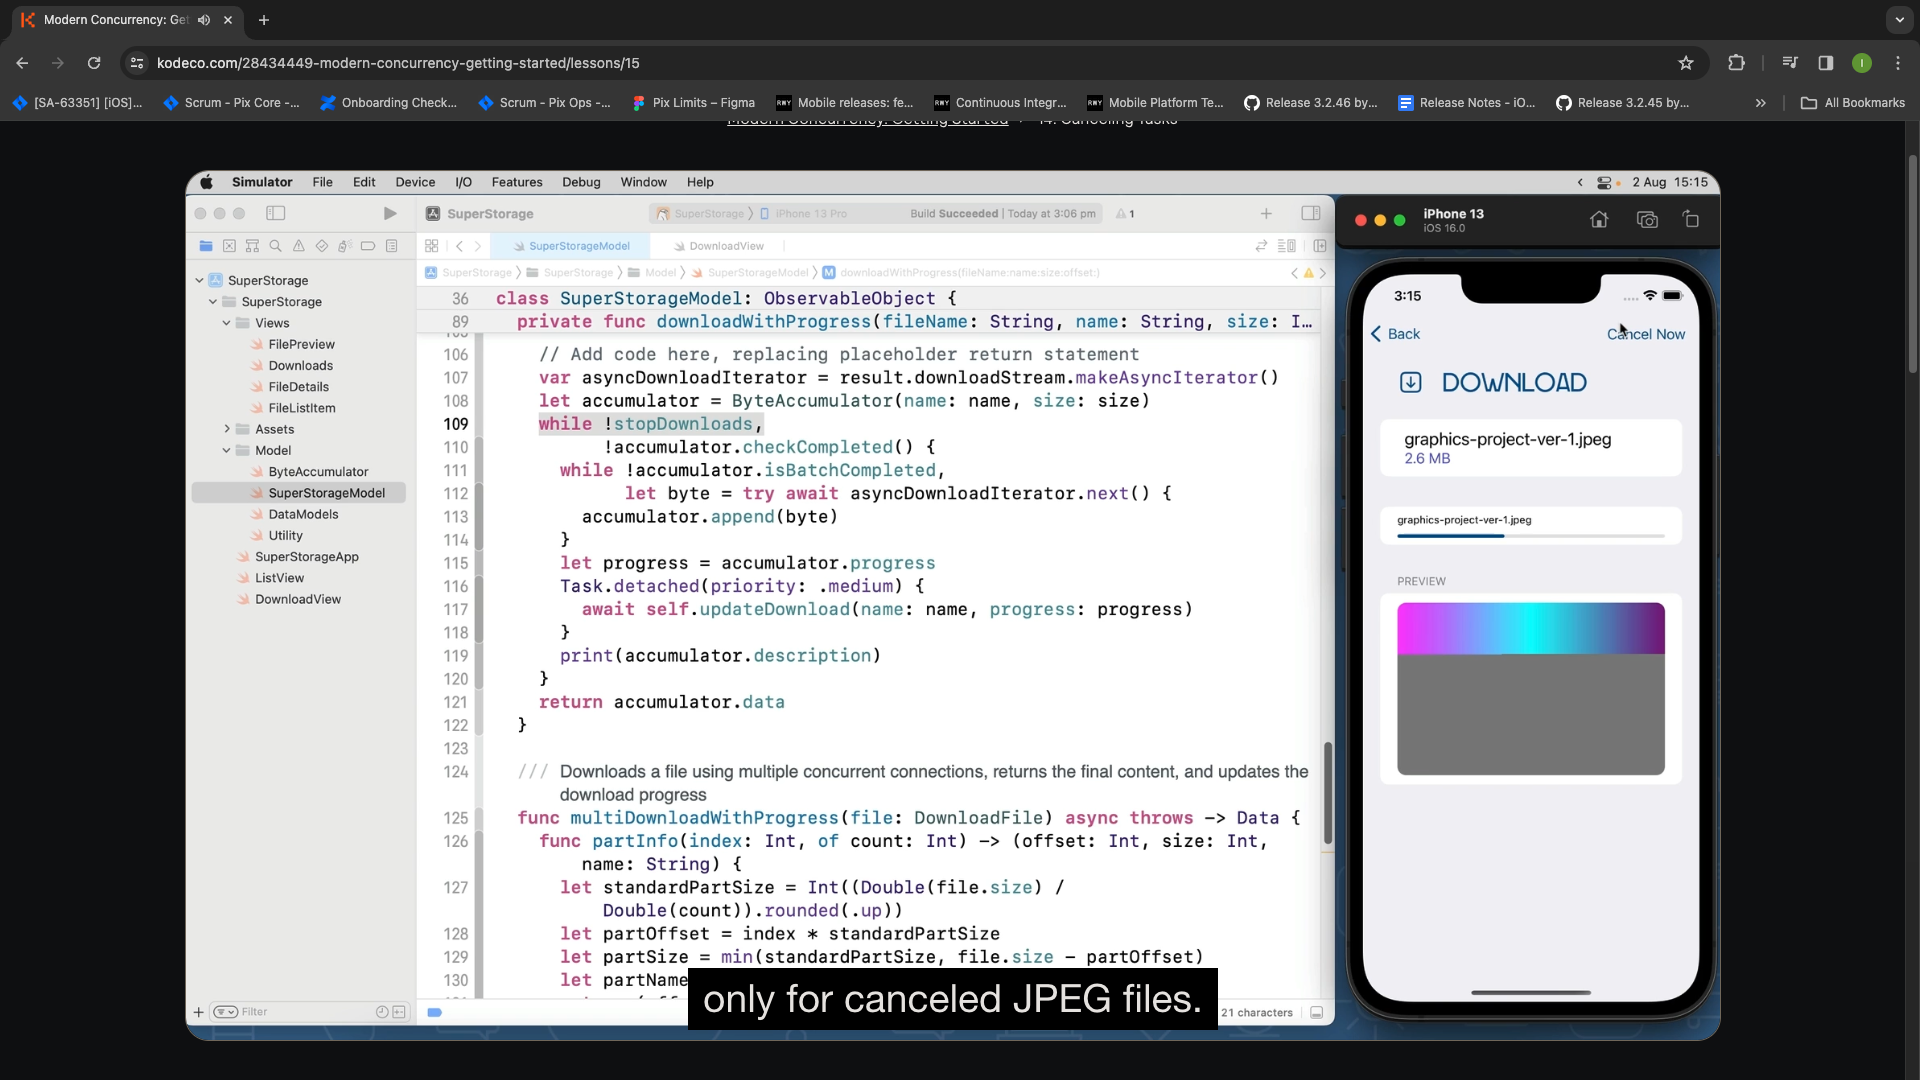 Modern Concurrency: Get
kodeco.com/28434449-modern-concurrency-getting-started/lessons/15
I
[SA-63351] [iOS]...
Scrum - Pix Core -...
Onboarding Check...
Scrum - Pix Ops -...
Pix Limits – Figma
RWY
Mobile releases: fe...
RWY
Continuous Integr...
RWY
Mobile Platform Te...
Release 3.2.46 by...
Release Notes - iO...
Release 3.2.45 by...
All Bookmarks
Modern Concurrency: Getting Started › 14. Canceling Tasks
Simulator File Edit Device I/O Features Debug Window Help
2 Aug 15:15
SuperStorage
SuperStorage 〉 iPhone 13 Pro
Build Succeeded | Today at 3:06 pm
1
SuperStorageModel
DownloadView
SuperStorage 〉 SuperStorage 〉 Model 〉 SuperStorageModel 〉 M downloadWithProgress(fileName:name:size:offset:)
SuperStorage
SuperStorage
Views
FilePreview
Downloads
FileDetails
FileListItem
Assets
Model
ByteAccumulator
SuperStorageModel
DataModels
Utility
SuperStorageApp
ListView
DownloadView
Filter
36 class SuperStorageModel: ObservableObject {
89 private func downloadWithProgress(fileName: String, name: String, size: I...
106 // Add code here, replacing placeholder return statement
107 var asyncDownloadIterator = result.downloadStream.makeAsyncIterator()
108 let accumulator = ByteAccumulator(name: name, size: size)
109 while !stopDownloads,
110 !accumulator.checkCompleted() {
111 while !accumulator.isBatchCompleted,
112 let byte = try await asyncDownloadIterator.next() {
113 accumulator.append(byte)
114 }
115 let progress = accumulator.progress
116 Task.detached(priority: .medium) {
117 await self.updateDownload(name: name, progress: progress)
118 }
119 print(accumulator.description)
120 }
121 return accumulator.data
122 }
123
124 /// Downloads a file using multiple concurrent connections, returns the final content, and updates the
download progress
125 func multiDownloadWithProgress(file: DownloadFile) async throws -> Data {
126 func partInfo(index: Int, of count: Int) -> (offset: Int, size: Int,
name: String) {
127 let standardPartSize = Int((Double(file.size) /
Double(count)).rounded(.up))
128 let partOffset = index * standardPartSize
129 let partSize = min(standardPartSize, file.size - partOffset)
130 let partName
only for canceled JPEG files.
21 characters
iPhone 13
iOS 16.0
3:15
Back
Cancel Now
DOWNLOAD
graphics-project-ver-1.jpeg
2.6 MB
graphics-project-ver-1.jpeg
PREVIEW